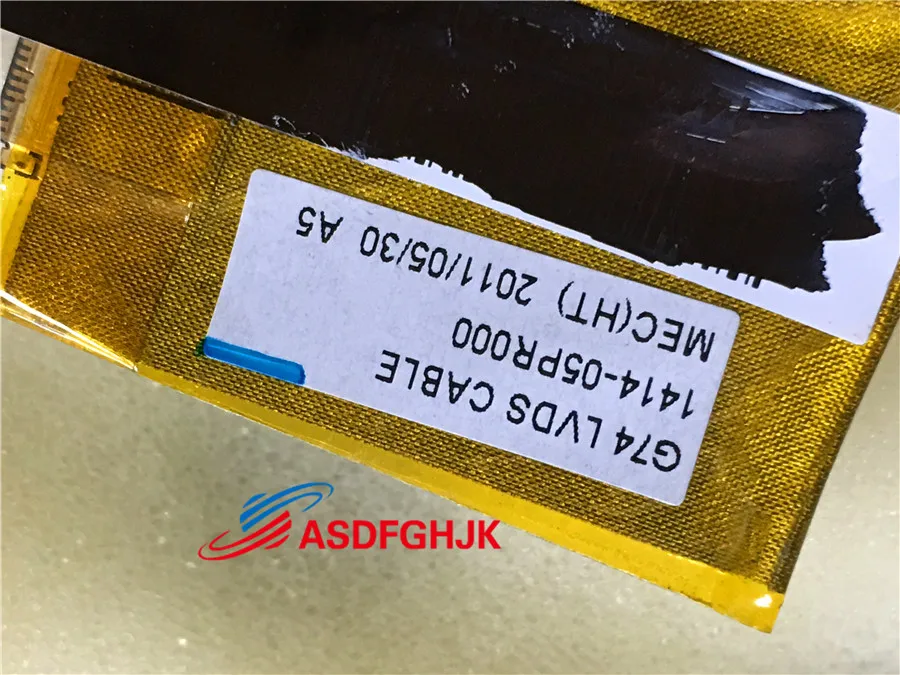 G74 LVDS CABLE
1414-05PR000
MEC(HT) 2011/05/30 A5
ASDFGHJK